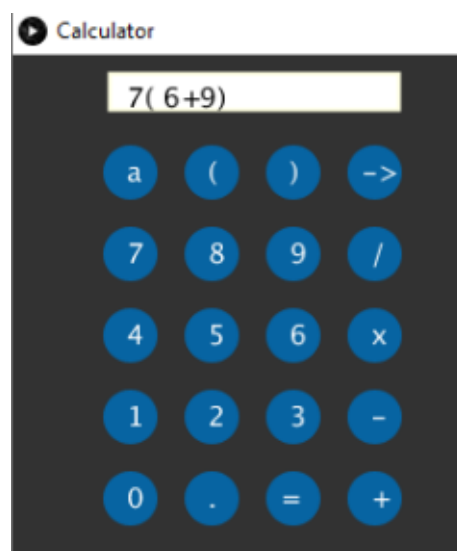 Calculator
7( 6+9)
a ( ) ->
7 8 9 /
4 5 6 x
1 2 3 -
0 . = +